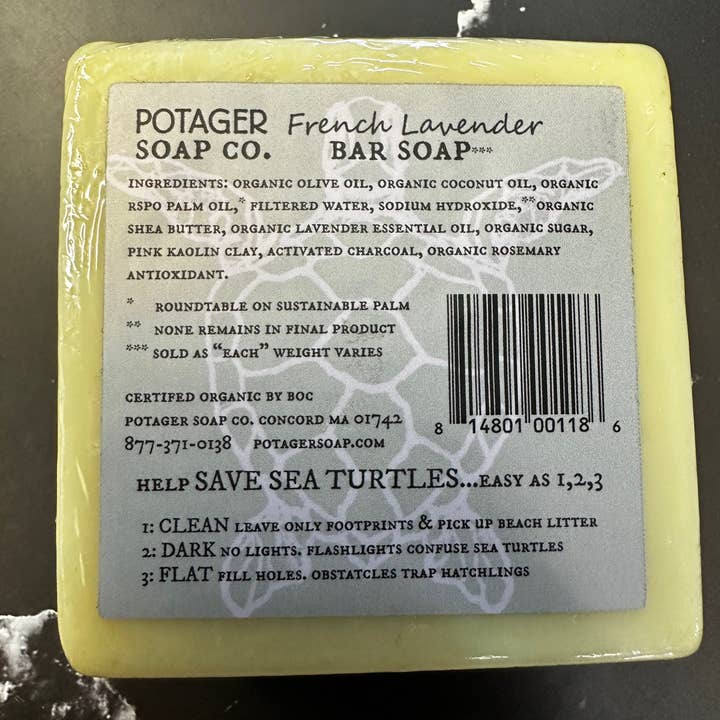 POTAGER French Lavender
SOAP CO. BAR SOAP***
INGREDIENTS: ORGANIC OLIVE OIL, ORGANIC COCONUT OIL, ORGANIC
RSPO PALM OIL,* FILTERED WATER, SODIUM HYDROXIDE,** ORGANIC
SHEA BUTTER, ORGANIC LAVENDER ESSENTIAL OIL, ORGANIC SUGAR,
PINK KAOLIN CLAY, ACTIVATED CHARCOAL, ORGANIC ROSEMARY
ANTIOXIDANT.
* ROUNDTABLE ON SUSTAINABLE PALM
** NONE REMAINS IN FINAL PRODUCT
*** SOLD AS “EACH” WEIGHT VARIES
CERTIFED ORGANIC BY BOC
POTAGER SOAP CO. CONCORD MA 01742
877-371-0138 POTAGERSOAP.COM
8 14801 00118 6
HELP SAVE SEA TURTLES...EASY AS 1,2,3
1: CLEAN LEAVE ONLY FOOTPRINTS & PICK UP BEACH LITTER
2: DARK NO LIGHTS. FLASHLIGHTS CONFUSE SEA TURTLES
3: FLAT FILL HOLES. OBSTATCLES TRAP HATCHLINGS